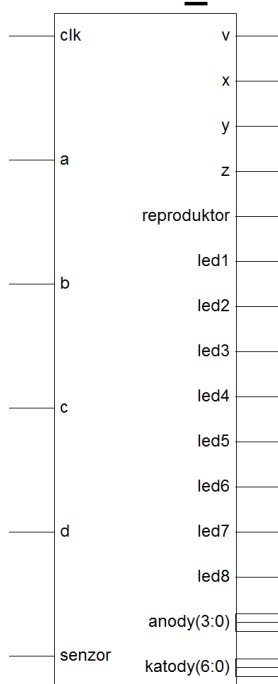 clk
v
x
y
a
z
reproduktor
led1
b
led2
led3
led4
c
led5
led6
d
led7
led8
anody(3:0)
senzor
katody(6:0)